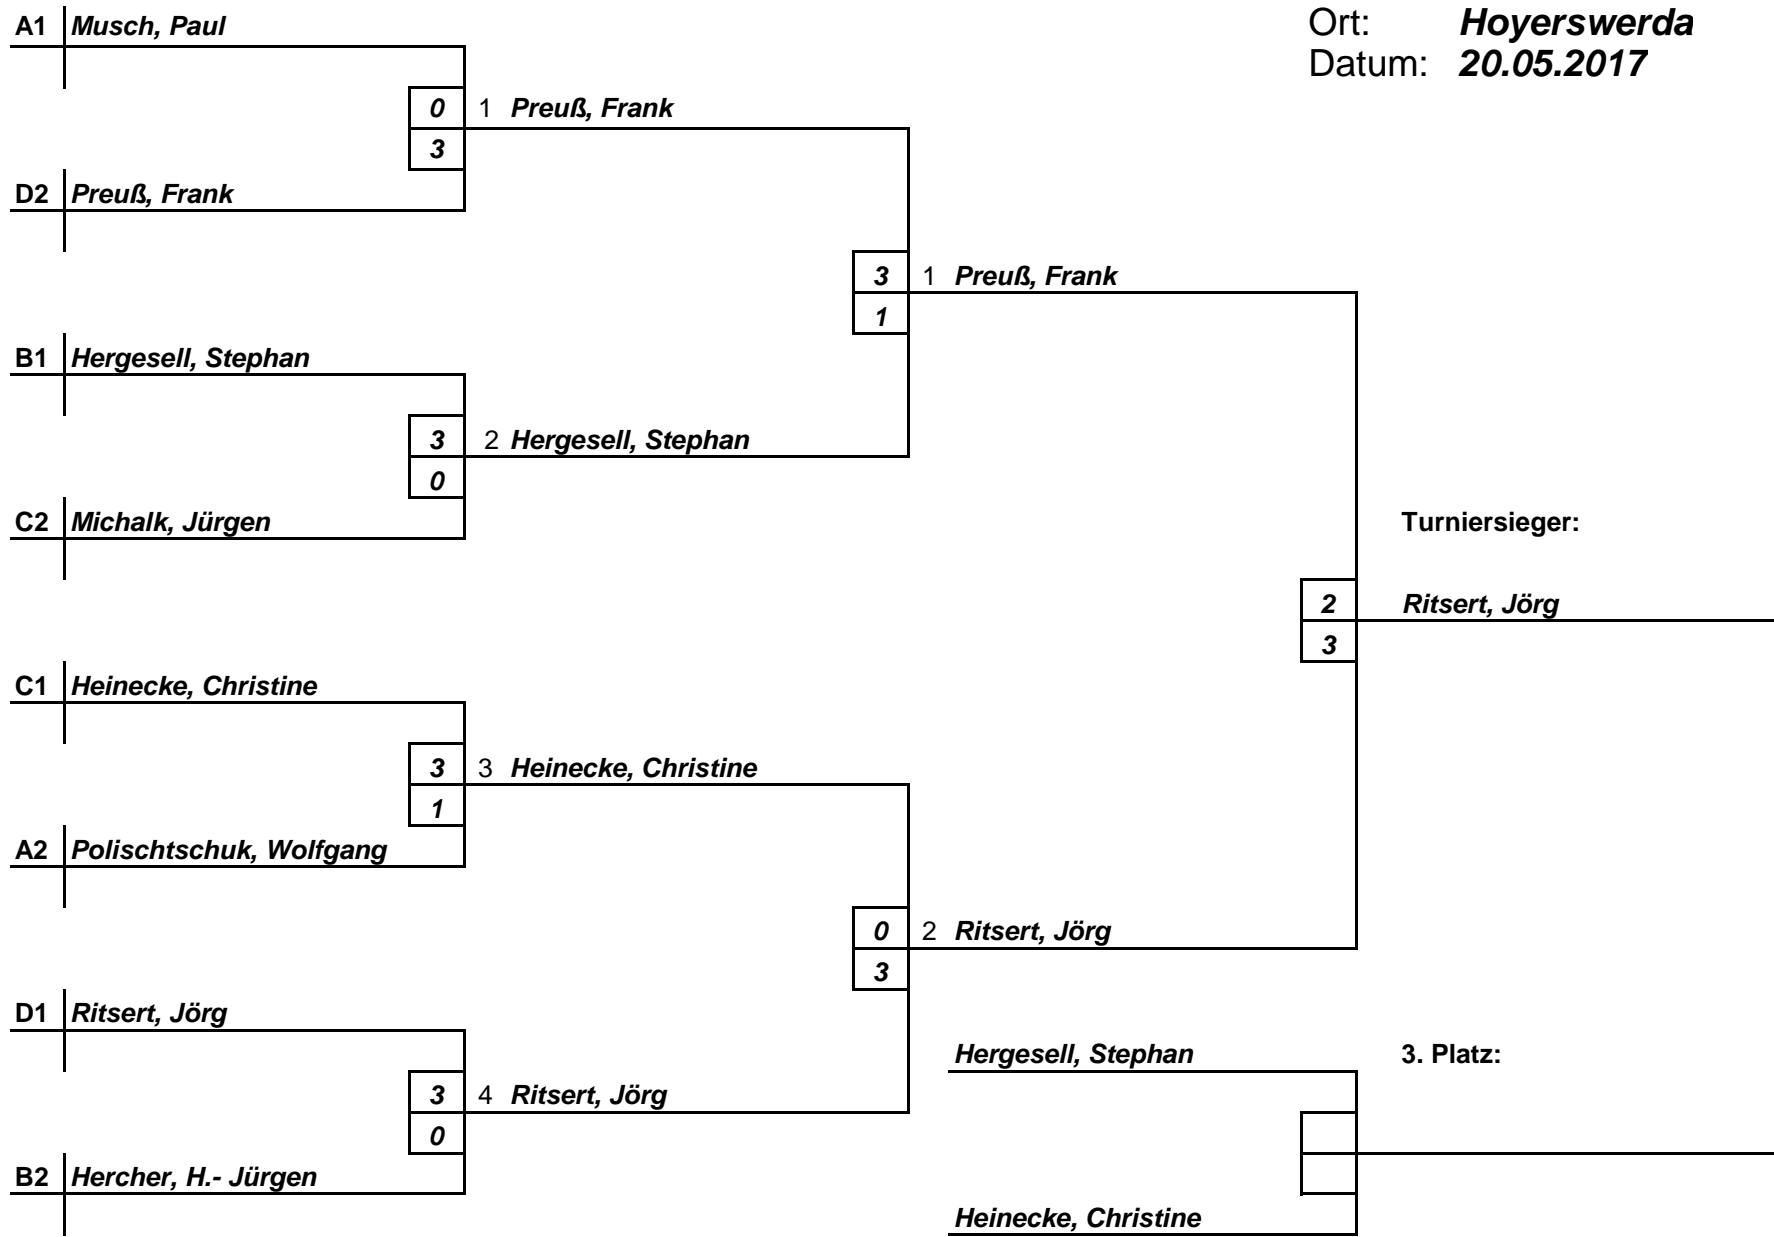 A1 Musch, Paul
Ort: Hoyerswerda
Datum: 20.05.2017
0 1 Preuß, Frank
3
D2 Preuß, Frank
3 1 Preuß, Frank
1
B1 Hergesell, Stephan
3 2 Hergesell, Stephan
0
C2 Michalk, Jürgen
Turniersieger:
2 Ritsert, Jörg
3
C1 Heinecke, Christine
3 3 Heinecke, Christine
1
A2 Polischtschuk, Wolfgang
0 2 Ritsert, Jörg
3
D1 Ritsert, Jörg
Hergesell, Stephan 3. Platz:
3 4 Ritsert, Jörg
0
B2 Hercher, H.- Jürgen
Heinecke, Christine